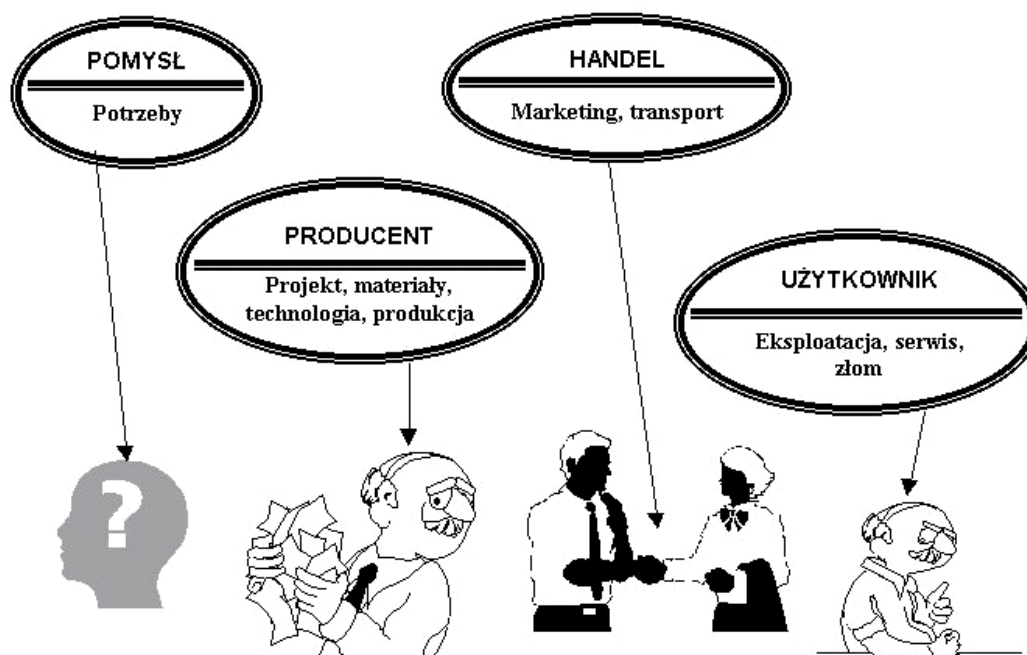 POMYSŁ
Potrzeby
PRODUCENT
Projekt, materiały,
technologia, produkcja
HANDEL
Marketing, transport
UŻYTKOWNIK
Eksploatacja, serwis,
złom
?